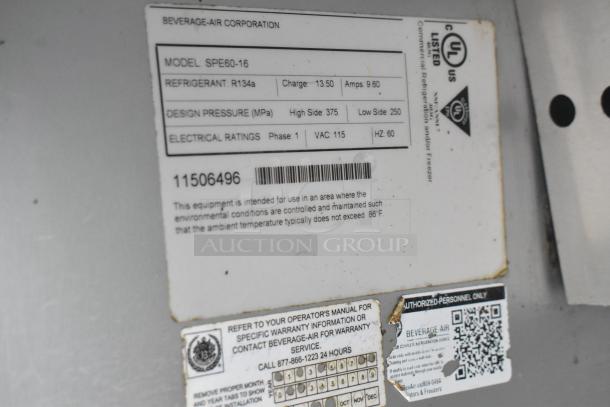 BEVERAGE-AIR CORPORATION
MODEL SPE60-16
REFRIGERANT R134a Charge: 13.50 Amps 9.60
DESIGN PRESSURE (MPa) High Side: 375 Low Side 250
ELECTRICAL RATINGS Phase: 1 VAC 115 HZ: 60
11506496
This equipment is intended for use in an area where the
environmental conditions are controlled and maintained such
that the ambient temperature typically does not exceed 86°F.
C UL US
LISTED
Commercial Refrigerator and/or Freezer
AUCTION GROUP
REFER TO YOUR OPERATOR'S MANUAL FOR
SPECIFIC WARRANTY INFORMATION OR
CONTACT BEVERAGE-AIR FOR WARRANTY
SERVICE.
CALL 877-866-1223 24 HOURS
REMOVE PROPER MONTH
AND YEAR TABS TO SHOW
INSTALLATION
OCT NOV DEC
AUTHORIZED PERSONNEL ONLY
BEVERAGE-AIR